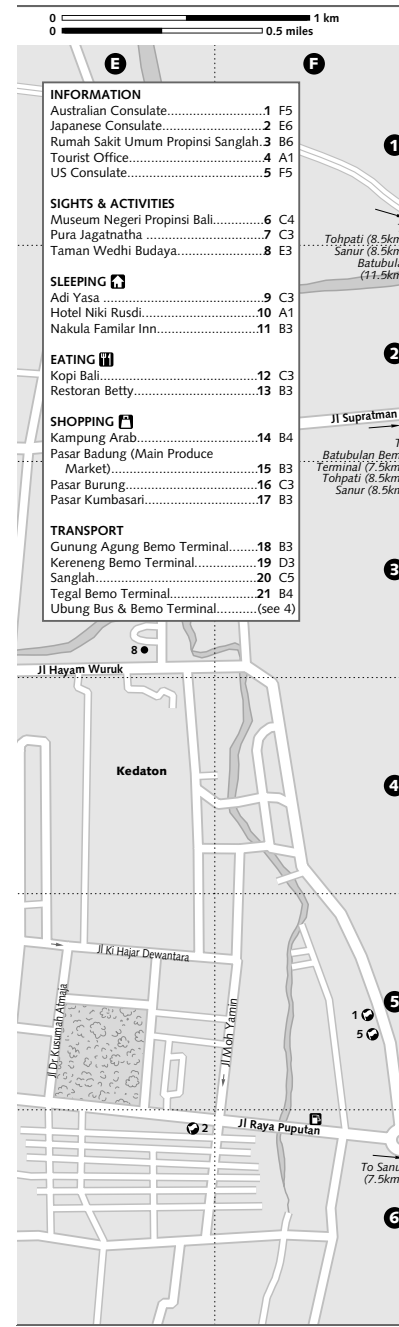 0 1 km
0 0.5 miles
E F
INFORMATION
Australian Consulate..............................1 F5
Japanese Consulate...............................2 E6
Rumah Sakit Umum Propinsi Sanglah.3 B6
Tourist Office.........................................4 A1
US Consulate.........................................5 F5
SIGHTS & ACTIVITIES
Museum Negeri Propinsi Bali..............6 C4
Pura Jagatnatha ....................................7 C3
Taman Wedhi Budaya..........................8 E3
SLEEPING
Adi Yasa ................................................9 C3
Hotel Niki Rusdi..................................10 A1
Nakula Familar Inn..............................11 B3
EATING
Kopi Bali..............................................12 C3
Restoran Betty.....................................13 B3
SHOPPING
Kampung Arab....................................14 B4
Pasar Badung (Main Produce
Market)............................................15 B3
Pasar Burung.......................................16 C3
Pasar Kumbasari..................................17 B3
TRANSPORT
Gunung Agung Bemo Terminal........18 B3
Kereneng Bemo Terminal...................19 D3
Sanglah................................................20 C5
Tegal Bemo Terminal..........................21 B4
Ubung Bus & Bemo Terminal...........(see 4)
1
Tohpati (8.5km
Sanur (8.5km
Batubula
(11.5km
2
Jl Supratman
T
Batubulan Bem
Terminal (7.5km
Tohpati (8.5km
Sanur (8.5km
3
8
Jl Hayam Wuruk
Kedaton
4
Jl Ki Hajar Dewantara
Jl Dr Kusumah Atmaja
Jl Moh Yamin
1
5
5
2
Jl Raya Puputan
To Sanu
(7.5km
6